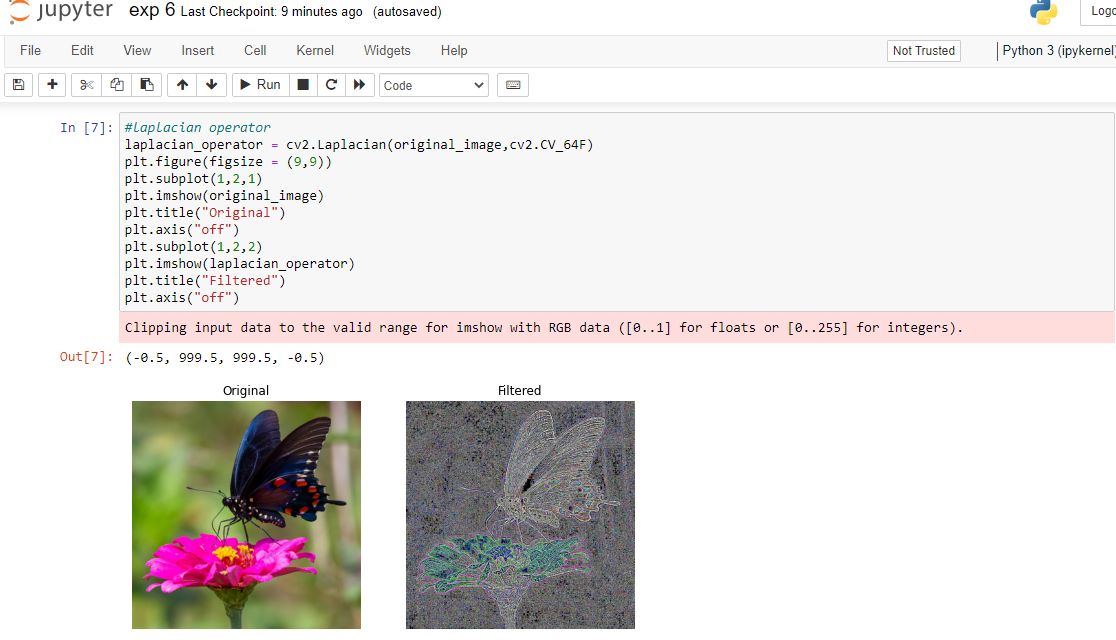 jupyter exp 6 Last Checkpoint: 9 minutes ago (autosaved)
File Edit View Insert Cell Kernel Widgets Help Not Trusted Python 3 (ipykernel)
Run Code
In [7]: #laplacian operator
laplacian_operator = cv2.Laplacian(original_image,cv2.CV_64F)
plt.figure(figsize = (9,9))
plt.subplot(1,2,1)
plt.imshow(original_image)
plt.title("Original")
plt.axis("off")
plt.subplot(1,2,2)
plt.imshow(laplacian_operator)
plt.title("Filtered")
plt.axis("off")
Clipping input data to the valid range for imshow with RGB data ([0..1] for floats or [0..255] for integers).
Out[7]: (-0.5, 999.5, 999.5, -0.5)
Original Filtered